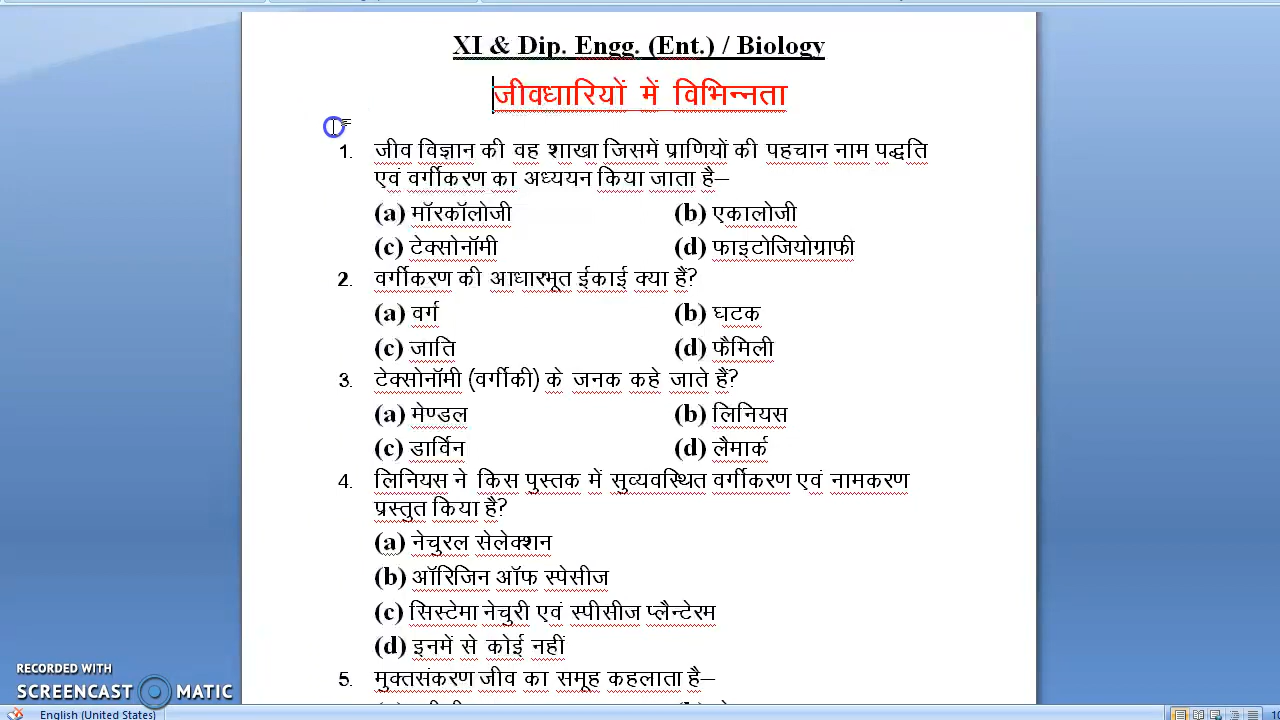 XI & Dip. Engg. (Ent.) / Biology
जीवधारियों में विभिन्नता
1. जीव विज्ञान की वह शाखा जिसमें प्राणियों की पहचान नाम पद्धति
एवं वर्गीकरण का अध्ययन किया जाता है–
(a) मॉरकॉलोजी (b) एकालोजी
(c) टेक्सोनॉमी (d) फाइटोजियोग्राफी
2. वर्गीकरण की आधारभूत ईकाई क्या हैं?
(a) वर्ग (b) घटक
(c) जाति (d) फैमिली
3. टेक्सोनॉमी (वर्गीकी) के जनक कहे जाते हैं?
(a) मेण्डल (b) लिनियस
(c) डार्विन (d) लैमार्क
4. लिनियस ने किस पुस्तक में सुव्यवस्थित वर्गीकरण एवं नामकरण
प्रस्तुत किया है?
(a) नेचुरल सेलेक्शन
(b) ऑरिजिन ऑफ स्पेसीज
(c) सिस्टेमा नेचुरी एवं स्पीसीज प्लैन्टेरम
(d) इनमें से कोई नहीं
5. मुक्तसंकरण जीव का समूह कहलाता है–
RECORDED WITH
SCREENCAST MATIC
English (United States)